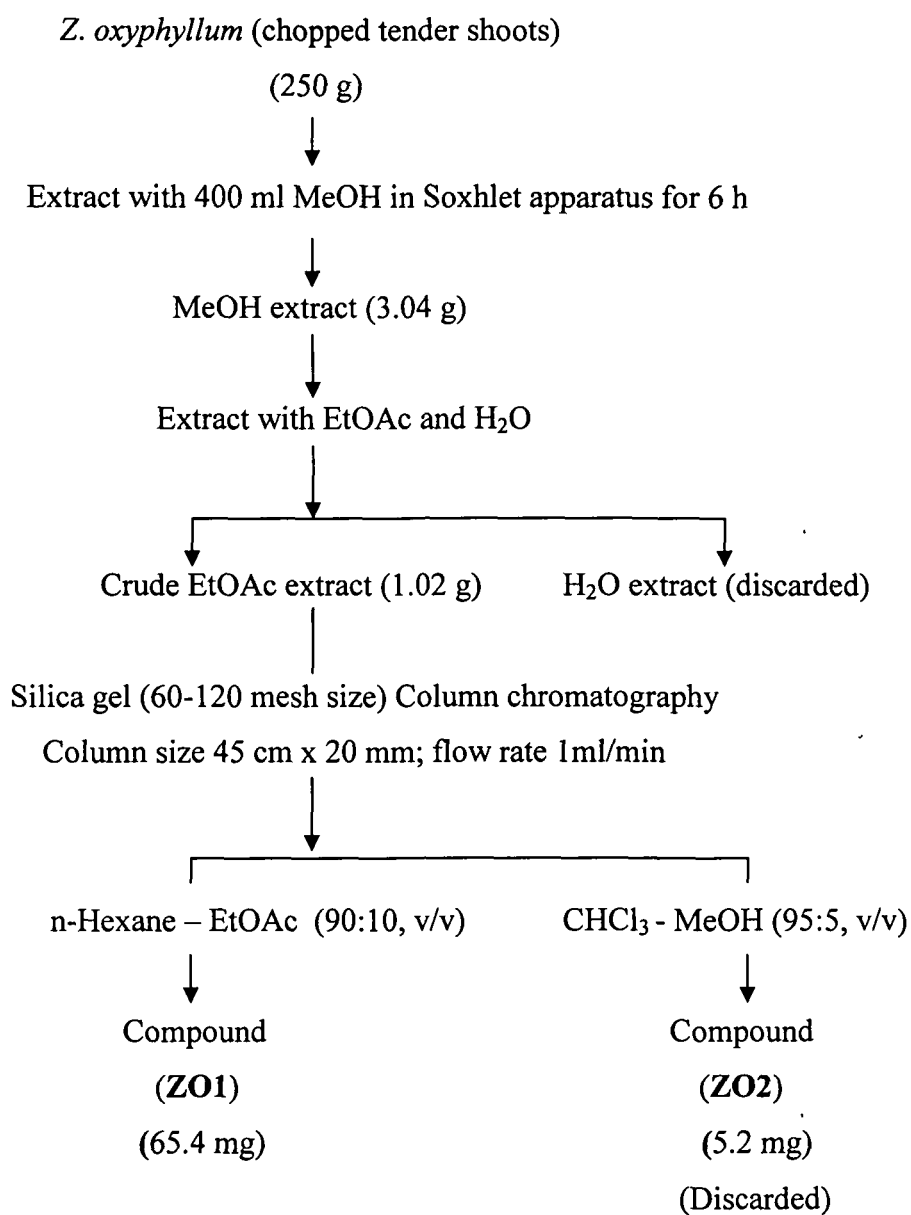 Z. oxyphyllum (chopped tender shoots)
(250 g)
Extract with 400 ml MeOH in Soxhlet apparatus for 6 h
MeOH extract (3.04 g)
Extract with EtOAc and H₂O
Crude EtOAc extract (1.02 g) H₂O extract (discarded)
Silica gel (60-120 mesh size) Column chromatography
Column size 45 cm x 20 mm; flow rate 1ml/min
n-Hexane – EtOAc (90:10, v/v) CHCl₃ - MeOH (95:5, v/v)
Compound Compound
(ZO1) (ZO2)
(65.4 mg) (5.2 mg)
(Discarded)